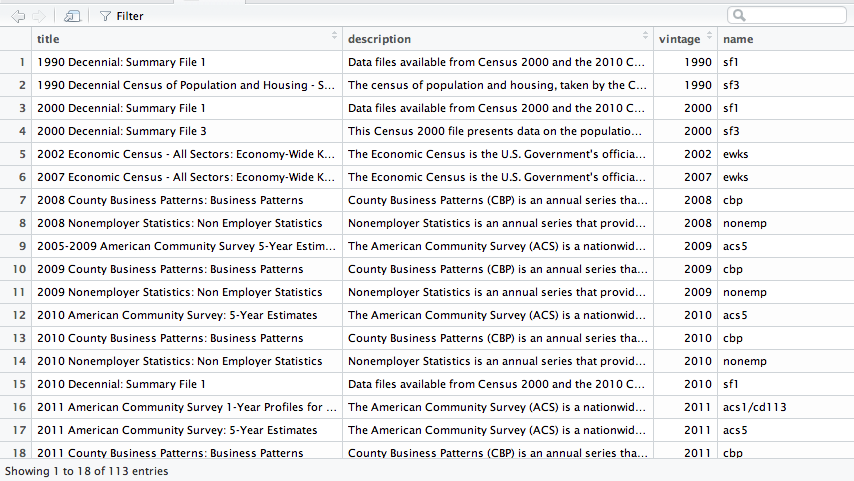 Filter
title description vintage name
1 1990 Decennial: Summary File 1 Data files available from Census 2000 and the 2010 C... 1990 sf1
2 1990 Decennial Census of Population and Housing - S... The census of population and housing, taken by the C... 1990 sf3
3 2000 Decennial: Summary File 1 Data files available from Census 2000 and the 2010 C... 2000 sf1
4 2000 Decennial: Summary File 3 This Census 2000 file presents data on the populatio... 2000 sf3
5 2002 Economic Census - All Sectors: Economy-Wide K... The Economic Census is the U.S. Government's officia... 2002 ewks
6 2007 Economic Census - All Sectors: Economy-Wide K... The Economic Census is the U.S. Government's officia... 2007 ewks
7 2008 County Business Patterns: Business Patterns County Business Patterns (CBP) is an annual series tha... 2008 cbp
8 2008 Nonemployer Statistics: Non Employer Statistics Nonemployer Statistics is an annual series that provid... 2008 nonemp
9 2005-2009 American Community Survey 5-Year Estim... The American Community Survey (ACS) is a nationwid... 2009 acs5
10 2009 County Business Patterns: Business Patterns County Business Patterns (CBP) is an annual series tha... 2009 cbp
11 2009 Nonemployer Statistics: Non Employer Statistics Nonemployer Statistics is an annual series that provid... 2009 nonemp
12 2010 American Community Survey: 5-Year Estimates The American Community Survey (ACS) is a nationwid... 2010 acs5
13 2010 County Business Patterns: Business Patterns County Business Patterns (CBP) is an annual series tha... 2010 cbp
14 2010 Nonemployer Statistics: Non Employer Statistics Nonemployer Statistics is an annual series that provid... 2010 nonemp
15 2010 Decennial: Summary File 1 Data files available from Census 2000 and the 2010 C... 2010 sf1
16 2011 American Community Survey 1-Year Profiles for ... The American Community Survey (ACS) is a nationwid... 2011 acs1/cd113
17 2011 American Community Survey: 5-Year Estimates The American Community Survey (ACS) is a nationwid... 2011 acs5
18 2011 County Business Patterns: Business Patterns County Business Patterns (CBP) is an annual series tha... 2011 cbp
Showing 1 to 18 of 113 entries